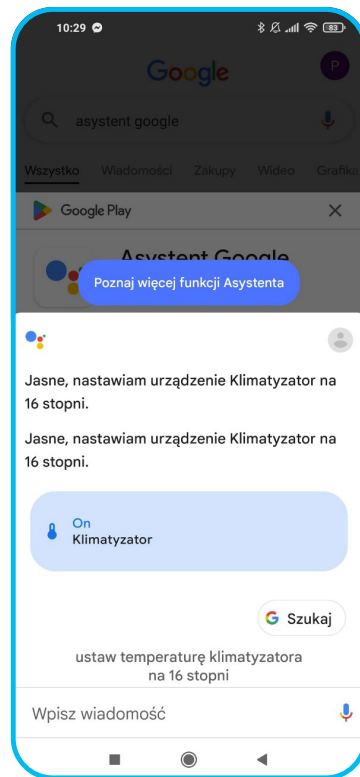 10:29
83
Google
P
asystent google
Wszystko Wiadomości Zakupy Wideo Grafika
Google Play
Asystent Google
Poznaj więcej funkcji Asystenta
Jasne, nastawiam urządzenie Klimatyzator na
16 stopni.
Jasne, nastawiam urządzenie Klimatyzator na
16 stopni.
On
Klimatyzator
G Szukaj
ustaw temperaturę klimatyzatora
na 16 stopni
Wpisz wiadomość